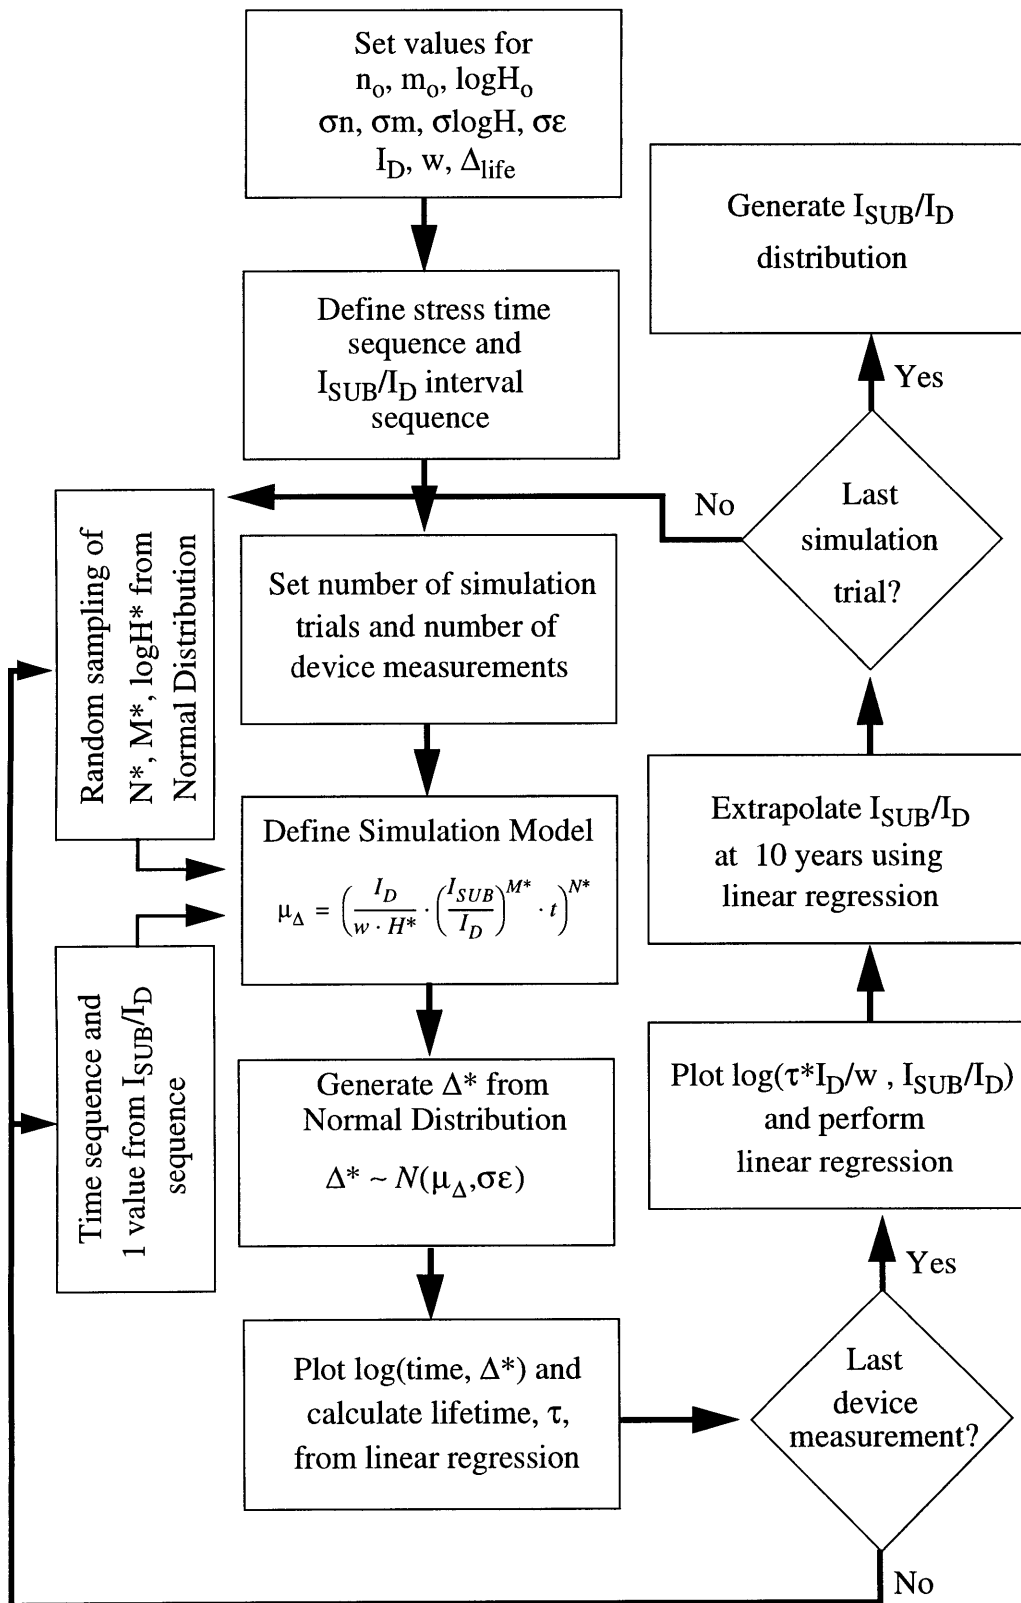 Set values for
nₒ, mₒ, logHₒ
σn, σm, σlogH, σε
I_D, w, Δ_life
Define stress time
sequence and
I_SUB/I_D interval
sequence
Set number of simulation
trials and number of
device measurements
Random sampling of
N*, M*, logH* from
Normal Distribution
Define Simulation Model
μ_Δ = (I_D / (w · H*) · (I_SUB / I_D)^M* · t)^N*
Time sequence and
1 value from I_SUB/I_D
sequence
Generate Δ* from
Normal Distribution
Δ* ~ N(μ_Δ,σε)
Plot log(time, Δ*) and
calculate lifetime, τ,
from linear regression
Last
device
measurement?
No
Yes
Plot log(τ*I_D/w , I_SUB/I_D)
and perform
linear regression
Extrapolate I_SUB/I_D
at 10 years using
linear regression
Last
simulation
trial?
No
Yes
Generate I_SUB/I_D
distribution